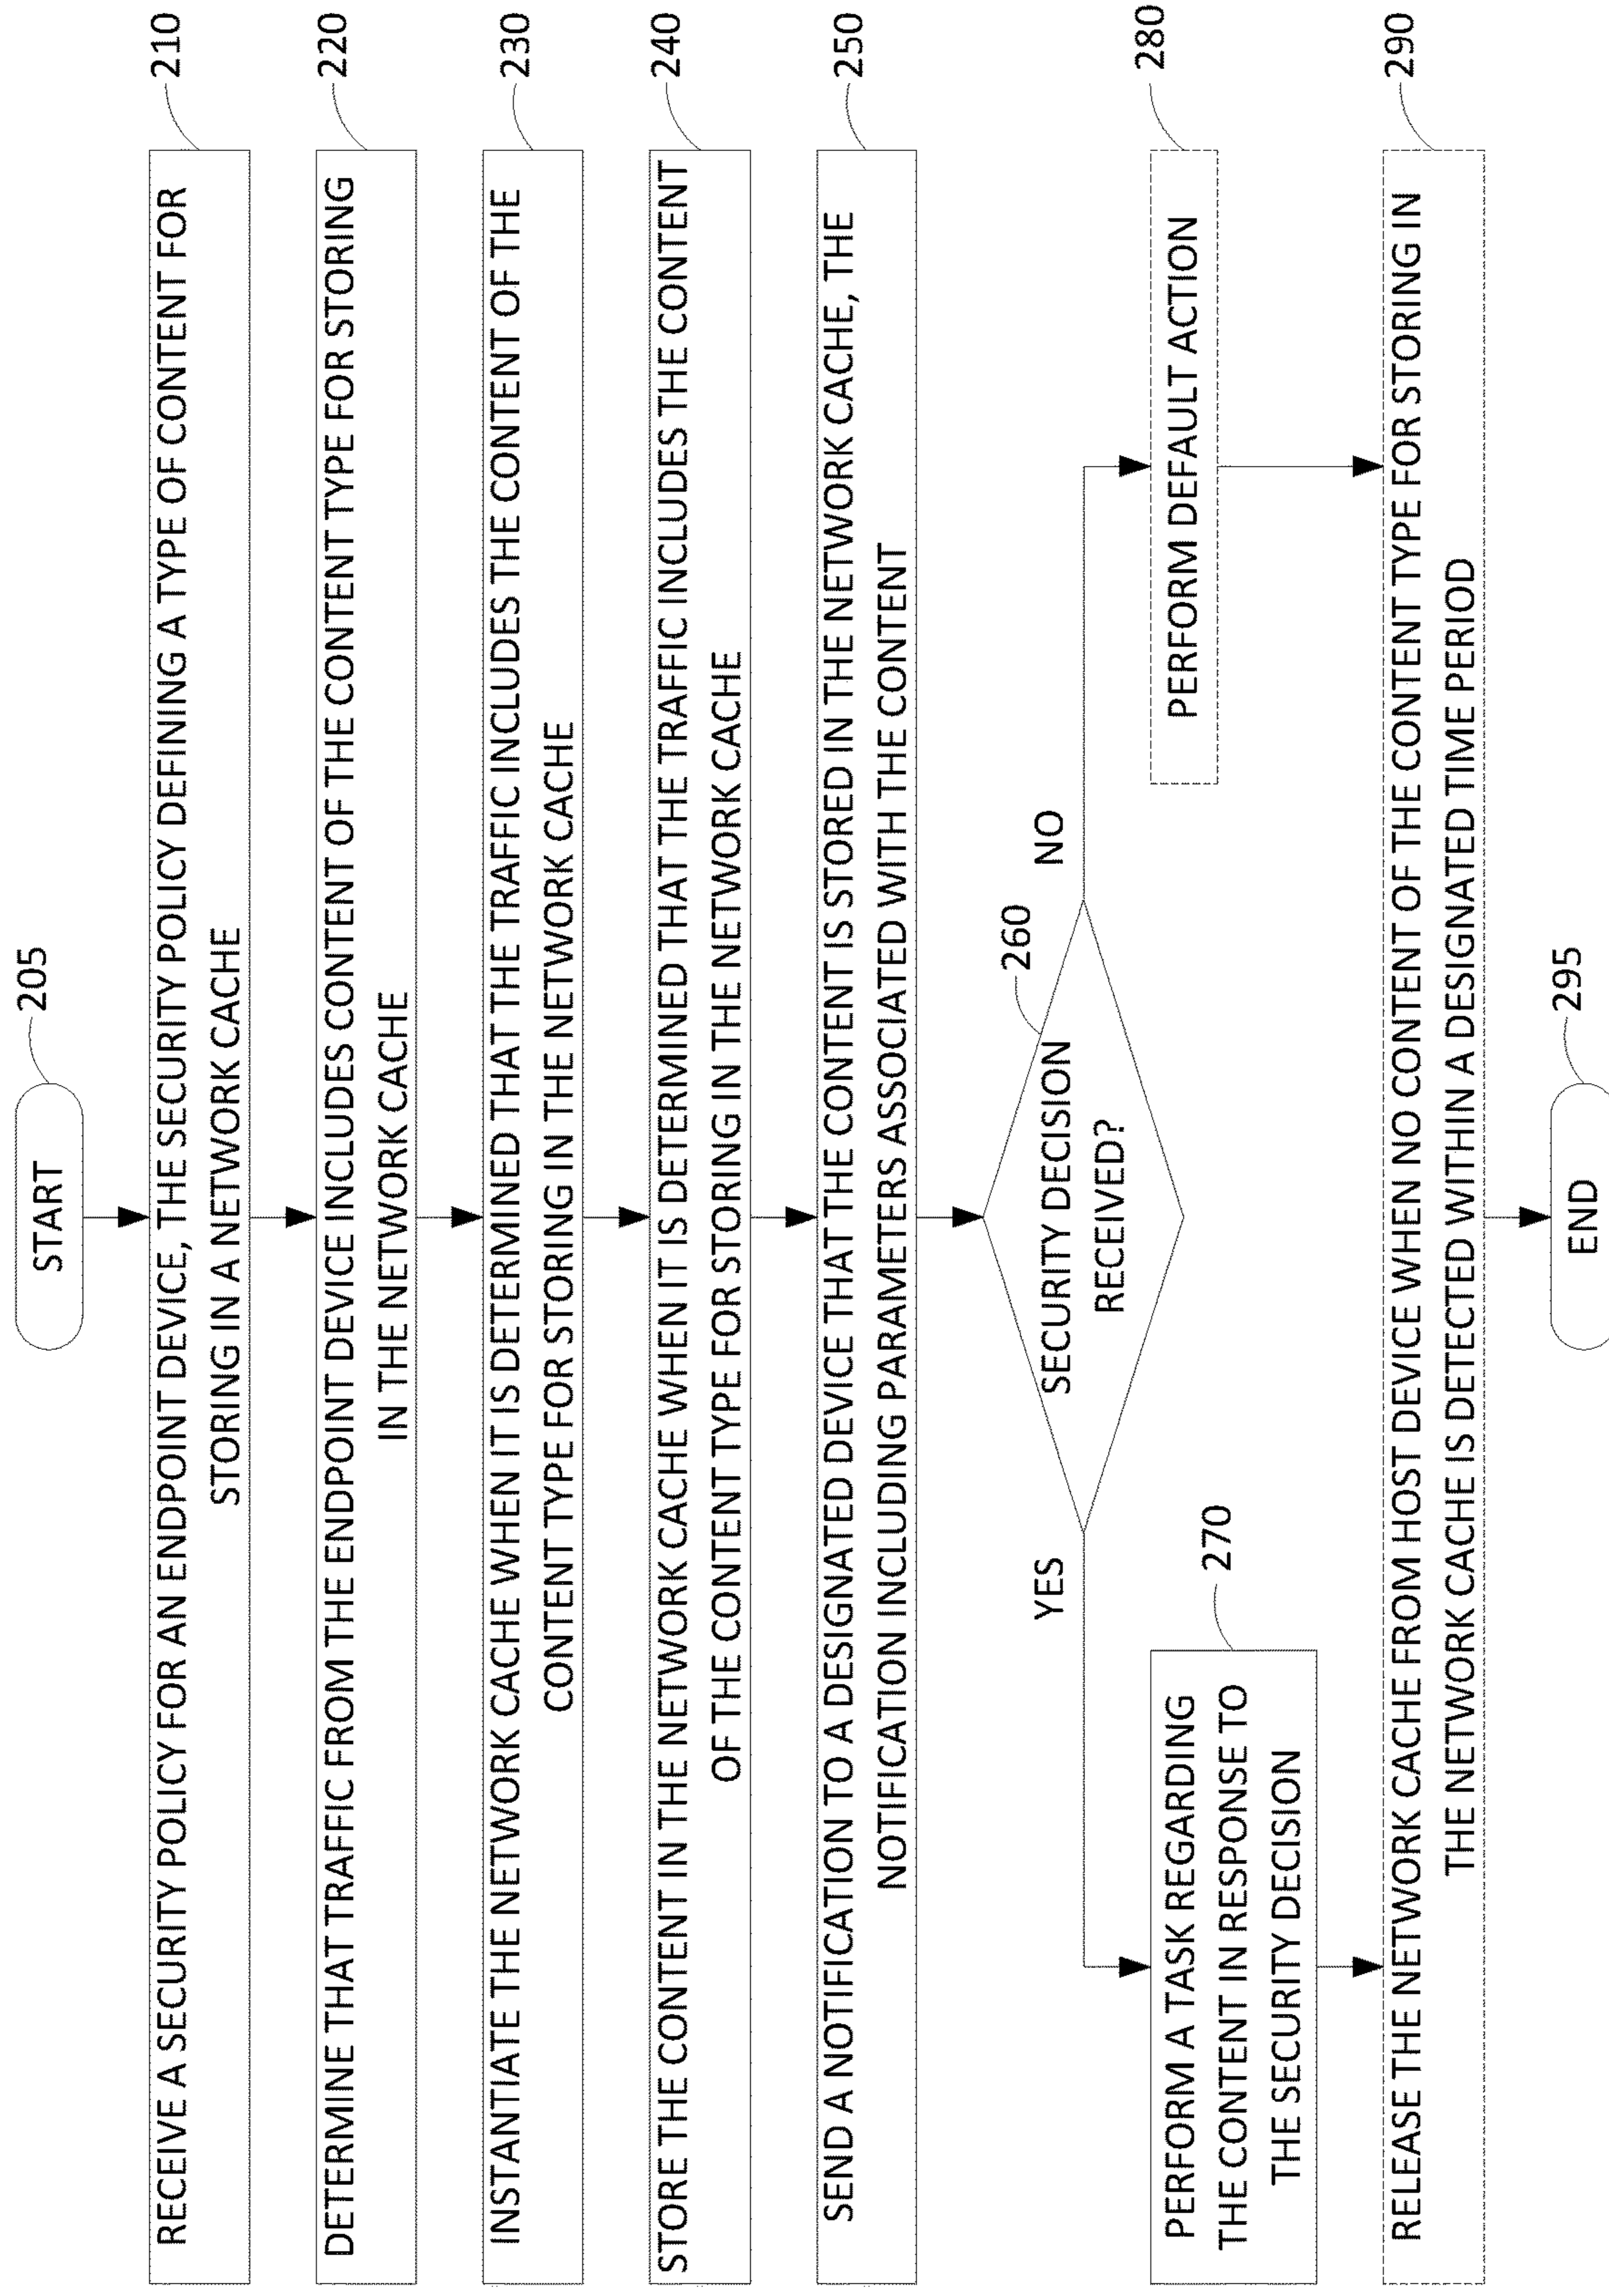 START
205
RECEIVE A SECURITY POLICY FOR AN ENDPOINT DEVICE, THE SECURITY POLICY DEFINING A TYPE OF CONTENT FOR
STORING IN A NETWORK CACHE
210
DETERMINE THAT TRAFFIC FROM THE ENDPOINT DEVICE INCLUDES CONTENT OF THE CONTENT TYPE FOR STORING
IN THE NETWORK CACHE
220
INSTANTIATE THE NETWORK CACHE WHEN IT IS DETERMINED THAT THE TRAFFIC INCLUDES THE CONTENT OF THE
CONTENT TYPE FOR STORING IN THE NETWORK CACHE
230
STORE THE CONTENT IN THE NETWORK CACHE WHEN IT IS DETERMINED THAT THE TRAFFIC INCLUDES THE CONTENT
OF THE CONTENT TYPE FOR STORING IN THE NETWORK CACHE
240
SEND A NOTIFICATION TO A DESIGNATED DEVICE THAT THE CONTENT IS STORED IN THE NETWORK CACHE, THE
NOTIFICATION INCLUDING PARAMETERS ASSOCIATED WITH THE CONTENT
250
SECURITY DECISION
RECEIVED?
260
YES
NO
PERFORM A TASK REGARDING
THE CONTENT IN RESPONSE TO
THE SECURITY DECISION
270
PERFORM DEFAULT ACTION
280
RELEASE THE NETWORK CACHE FROM HOST DEVICE WHEN NO CONTENT OF THE CONTENT TYPE FOR STORING IN
THE NETWORK CACHE IS DETECTED WITHIN A DESIGNATED TIME PERIOD
290
END
295